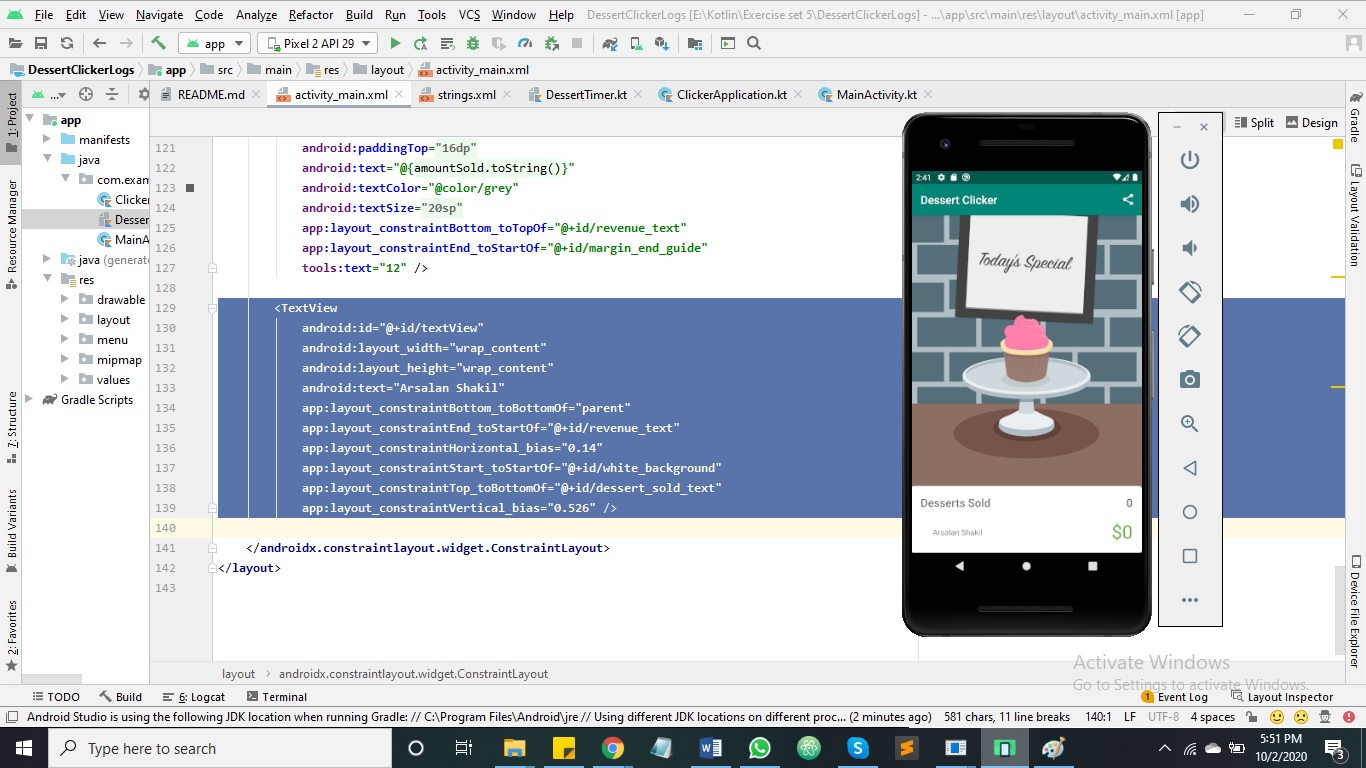 File Edit View Navigate Code Analyze Refactor Build Run Tools VCS Window Help DessertClickerLogs [E:\Kotlin\Exercise set 5\DessertClickerLogs] - ...\app\src\main\res\layout\activity_main.xml [app]
app Pixel 2 API 29
DessertClickerLogs app src main res layout activity_main.xml
... README.md activity_main.xml strings.xml DessertTimer.kt ClickerApplication.kt MainActivity.kt
Split Design
1: Project
Resource Manager
7: Structure
Build Variants
2: Favorites
app
manifests
java
com.exam
Clicker
Desser
MainA
java (generate
res
drawable
layout
menu
mipmap
values
Gradle Scripts
121 android:paddingTop="16dp"
122 android:text="@{amountSold.toString()}"
123 android:textColor="@color/grey"
124 android:textSize="20sp"
125 app:layout_constraintBottom_toTopOf="@+id/revenue_text"
126 app:layout_constraintEnd_toStartOf="@+id/margin_end_guide"
127 tools:text="12" />
128
129 <TextView
130 android:id="@+id/textView"
131 android:layout_width="wrap_content"
132 android:layout_height="wrap_content"
133 android:text="Arsalan Shakil"
134 app:layout_constraintBottom_toBottomOf="parent"
135 app:layout_constraintEnd_toStartOf="@+id/revenue_text"
136 app:layout_constraintHorizontal_bias="0.14"
137 app:layout_constraintStart_toStartOf="@+id/white_background"
138 app:layout_constraintTop_toBottomOf="@+id/dessert_sold_text"
139 app:layout_constraintVertical_bias="0.526" />
140
141 </androidx.constraintlayout.widget.ConstraintLayout>
142 </layout>
143
2:41
Dessert Clicker
Today's Special
Desserts Sold 0
Arsalan Shakil $0
Gradle
Layout Validation
Device File Explorer
layout androidx.constraintlayout.widget.ConstraintLayout
Activate Windows
Go to Settings to activate Windows.
TODO Build 6: Logcat Terminal 1 Event Log Layout Inspector
Android Studio is using the following JDK location when running Gradle: // C:\Program Files\Android\jre // Using different JDK locations on different proc... (2 minutes ago) 581 chars, 11 line breaks 140:1 LF UTF-8 4 spaces
Type here to search
5:51 PM
10/2/2020
3